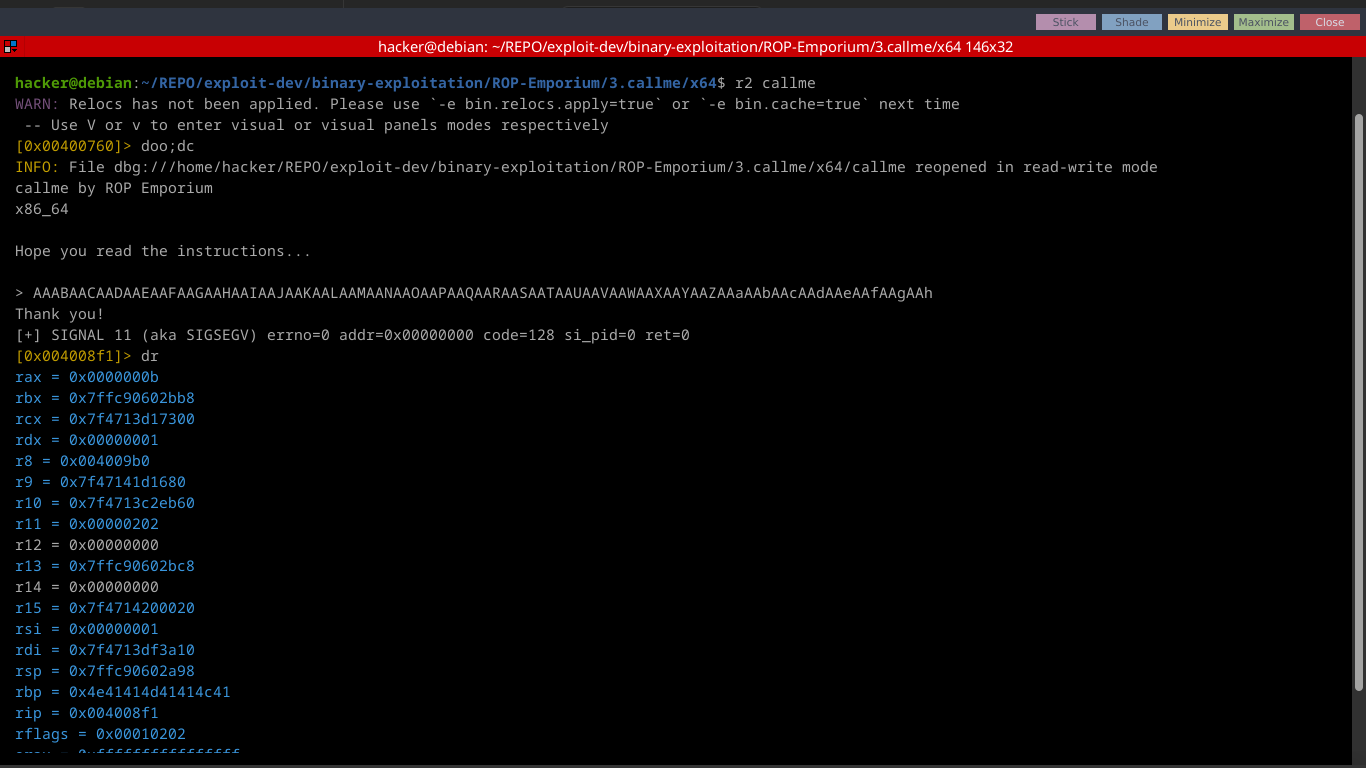 Stick Shade Minimize Maximize Close
hacker@debian: ~/REPO/exploit-dev/binary-exploitation/ROP-Emporium/3.callme/x64 146x32
hacker@debian:~/REPO/exploit-dev/binary-exploitation/ROP-Emporium/3.callme/x64$ r2 callme
WARN: Relocs has not been applied. Please use `-e bin.relocs.apply=true` or `-e bin.cache=true` next time
 -- Use V or v to enter visual or visual panels modes respectively
[0x00400760]> doo;dc
INFO: File dbg:///home/hacker/REPO/exploit-dev/binary-exploitation/ROP-Emporium/3.callme/x64/callme reopened in read-write mode
callme by ROP Emporium
x86_64
Hope you read the instructions...
> AAABAACAADAAEAAFAAGAAHAAIAAJAAKAALAAMAANAAOAAPAAQAARAASAATAAUAAVAAWAAXAAYAAZAAaAAbAAcAAdAAeAAfAAgAAh
Thank you!
[+] SIGNAL 11 (aka SIGSEGV) errno=0 addr=0x00000000 code=128 si_pid=0 ret=0
[0x004008f1]> dr
rax = 0x0000000b
rbx = 0x7ffc90602bb8
rcx = 0x7f4713d17300
rdx = 0x00000001
r8 = 0x004009b0
r9 = 0x7f47141d1680
r10 = 0x7f4713c2eb60
r11 = 0x00000202
r12 = 0x00000000
r13 = 0x7ffc90602bc8
r14 = 0x00000000
r15 = 0x7f4714200020
rsi = 0x00000001
rdi = 0x7f4713df3a10
rsp = 0x7ffc90602a98
rbp = 0x4e41414d41414c41
rip = 0x004008f1
rflags = 0x00010202